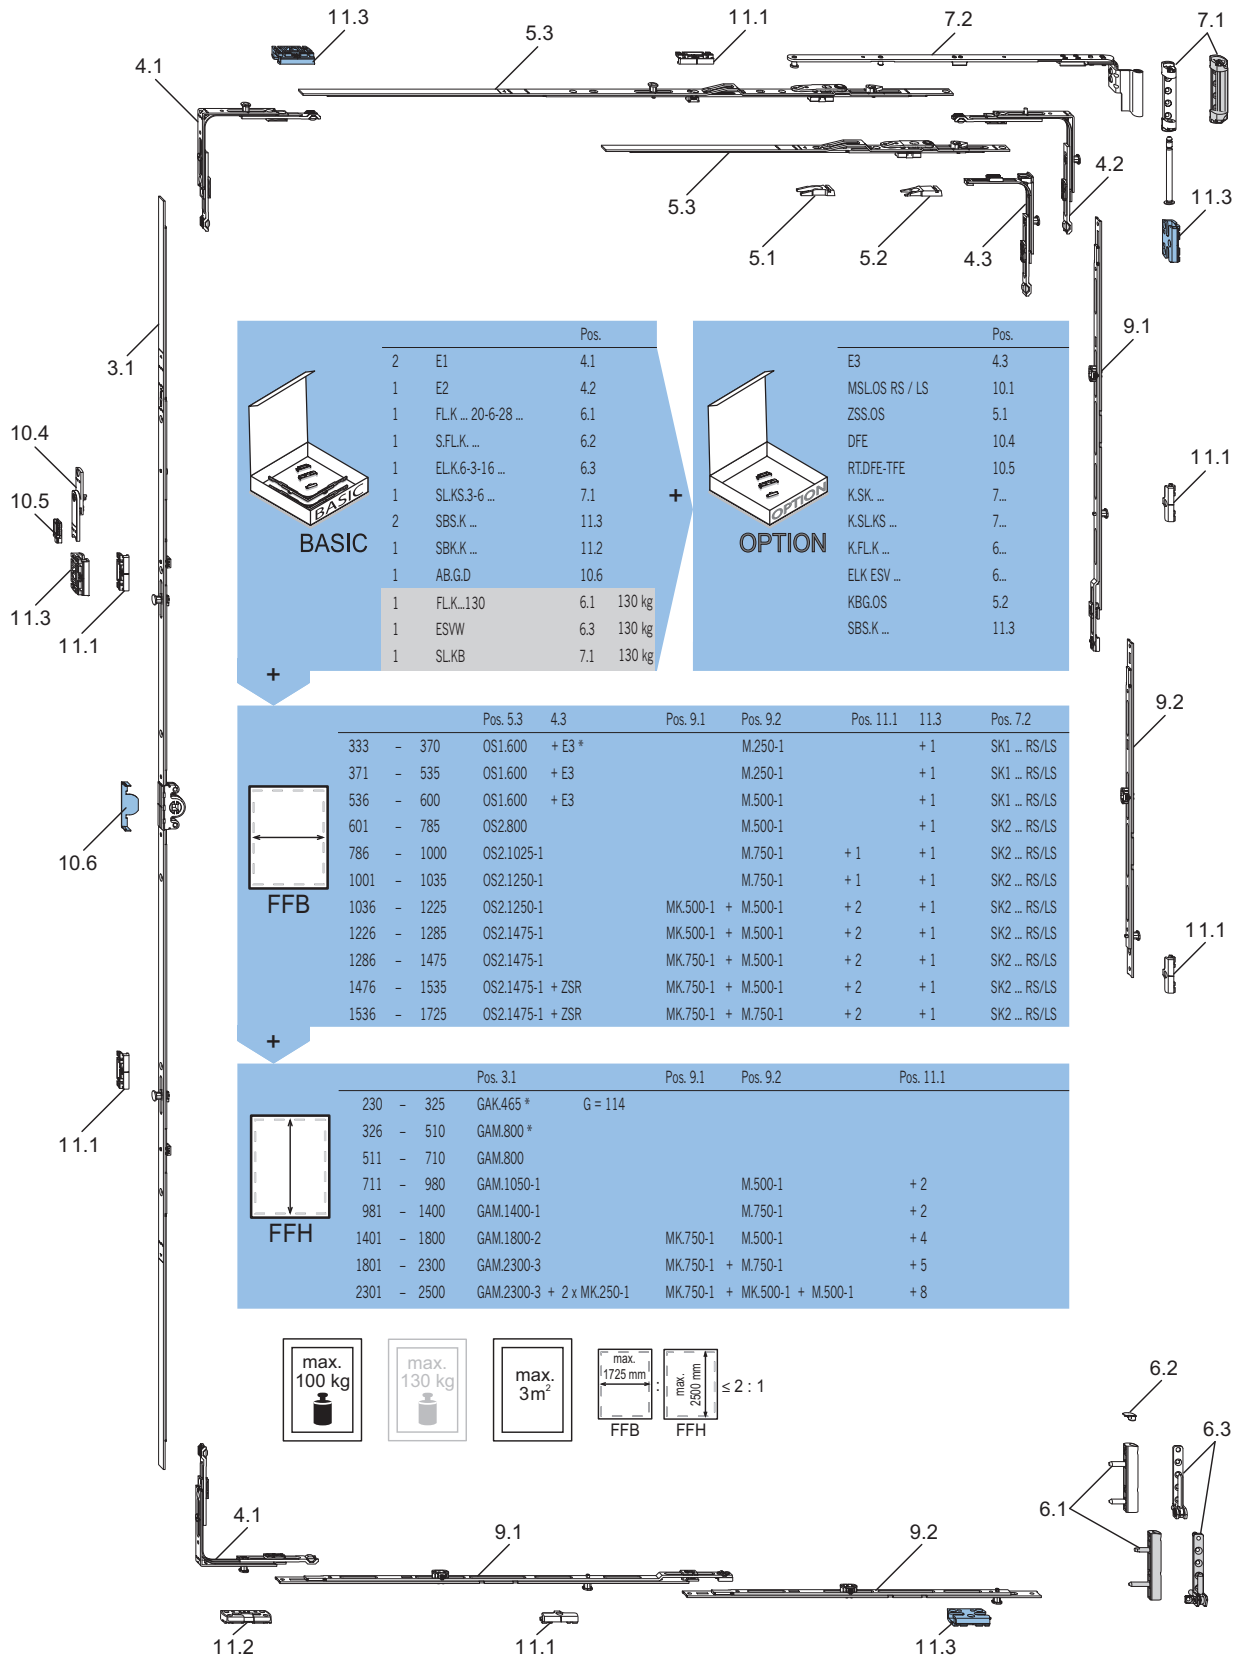 11.3
5.3
11.1
7.2
7.1
4.1
5.3
4.2
11.3
5.1
5.2
4.3
3.1
9.1
10.4
10.5
11.3
11.1
11.1
9.2
10.6
11.1
11.1
Pos.
2 E1 4.1
1 E2 4.2
1 FL.K ... 20-6-28 ... 6.1
1 S.FL.K. ... 6.2
1 EL.K.6-3-16 ... 6.3
1 SL.KS.3-6 ... 7.1
2 SBS.K ... 11.3
1 SBK.K ... 11.2
1 AB.G.D 10.6
1 FL.K...130 6.1 130 kg
1 ESVW 6.3 130 kg
1 SL.KB 7.1 130 kg
BASIC
BASIC
+
+
Pos.
E3 4.3
MSL.OS RS / LS 10.1
ZSS.OS 5.1
DFE 10.4
RT.DFE-TFE 10.5
K.SK. ... 7...
K.SL.KS ... 7...
K.FL.K ... 6...
ELK ESV ... 6...
KBG.OS 5.2
SBS.K ... 11.3
OPTION
OPTION
Pos. 5.3 4.3 Pos. 9.1 Pos. 9.2 Pos. 11.1 11.3 Pos. 7.2
333 – 370 OS1.600 + E3 * M.250-1 + 1 SK1 ... RS/LS
371 – 535 OS1.600 + E3 M.250-1 + 1 SK1 ... RS/LS
536 – 600 OS1.600 + E3 M.500-1 + 1 SK1 ... RS/LS
601 – 785 OS2.800 M.500-1 + 1 SK2 ... RS/LS
786 – 1000 OS2.1025-1 M.750-1 + 1 + 1 SK2 ... RS/LS
1001 – 1035 OS2.1250-1 M.750-1 + 1 + 1 SK2 ... RS/LS
1036 – 1225 OS2.1250-1 MK.500-1 + M.500-1 + 2 + 1 SK2 ... RS/LS
1226 – 1285 OS2.1475-1 MK.500-1 + M.500-1 + 2 + 1 SK2 ... RS/LS
1286 – 1475 OS2.1475-1 MK.750-1 + M.500-1 + 2 + 1 SK2 ... RS/LS
1476 – 1535 OS2.1475-1 + ZSR MK.750-1 + M.500-1 + 2 + 1 SK2 ... RS/LS
1536 – 1725 OS2.1475-1 + ZSR MK.750-1 + M.750-1 + 2 + 1 SK2 ... RS/LS
FFB
+
Pos. 3.1 Pos. 9.1 Pos. 9.2 Pos. 11.1
230 – 325 GAK.465 * G = 114
326 – 510 GAM.800 *
511 – 710 GAM.800
711 – 980 GAM.1050-1 M.500-1 + 2
981 – 1400 GAM.1400-1 M.750-1 + 2
1401 – 1800 GAM.1800-2 MK.750-1 M.500-1 + 4
1801 – 2300 GAM.2300-3 MK.750-1 + M.750-1 + 5
2301 – 2500 GAM.2300-3 + 2 x MK.250-1 MK.750-1 + MK.500-1 + M.500-1 + 8
FFH
max.
100 kg
max.
130 kg
max.
3m²
max.
1725 mm
FFB
:
max.
2500 mm
FFH
≤ 2 : 1
6.2
6.3
6.1
4.1
9.1
9.2
11.2
11.1
11.3